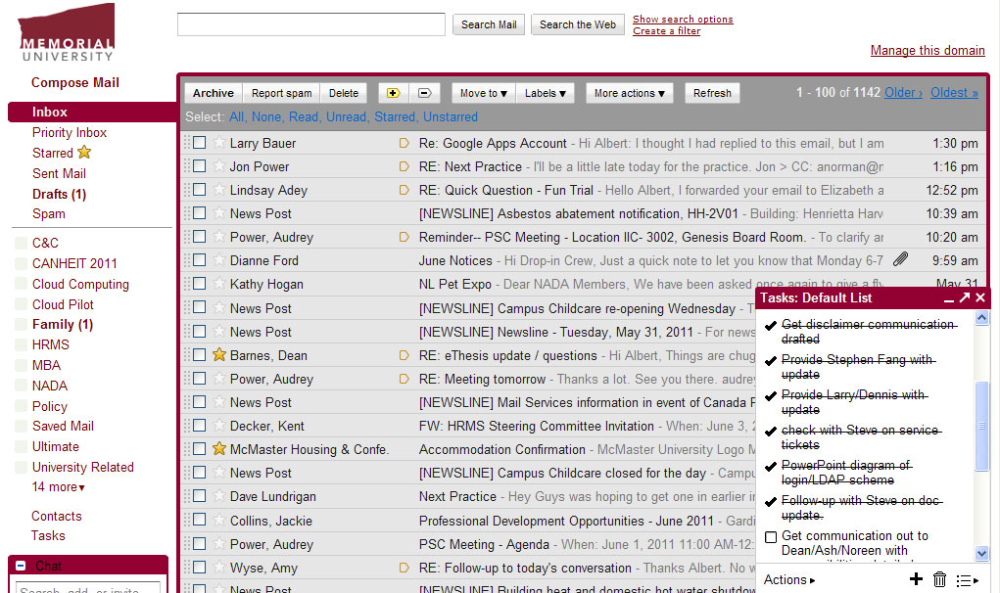 MEMORIAL
UNIVERSITY
Search Mail
Search the Web
Show search options
Create a filter
Manage this domain
Compose Mail
Inbox
Priority Inbox
Starred
Sent Mail
Drafts (1)
Spam
C&C
CANHEIT 2011
Cloud Computing
Cloud Pilot
Family (1)
HRMS
MBA
NADA
Policy
Saved Mail
Ultimate
University Related
14 more▾
Contacts
Tasks
Chat
Search, add, or invite
Archive Report spam Delete Move to ▾ Labels ▾ More actions ▾ Refresh 1 - 100 of 1142 Older › Oldest »
Select: All, None, Read, Unread, Starred, Unstarred
Larry Bauer Re: Google Apps Account - Hi Albert: I thought I had replied to this email, but I am 1:30 pm
Jon Power RE: Next Practice - I'll be a little late today for the practice. Jon > CC: anorman@r 1:16 pm
Lindsay Adey RE: Quick Question - Fun Trial - Hello Albert, I forwarded your email to Elizabeth a 12:52 pm
News Post [NEWSLINE] Asbestos abatement notification, HH-2V01 - Building: Henrietta Harv 10:39 am
Power, Audrey Reminder-- PSC Meeting - Location IIC- 3002, Genesis Board Room. - To clarify ar 10:20 am
Dianne Ford June Notices - Hi Drop-in Crew, Just a quick note to let you know that Monday 6-7 9:59 am
Kathy Hogan NL Pet Expo - Dear NADA Members, We have been asked once again to give a fly May 31
News Post [NEWSLINE] Campus Childcare re-opening Wednesday - T
News Post [NEWSLINE] Newsline - Tuesday, May 31, 2011 - For news
Barnes, Dean RE: eThesis update / questions - Hi Albert, Things are chug
Power, Audrey RE: Meeting tomorrow - Thanks a lot. See you there. audrey
News Post [NEWSLINE] Mail Services information in event of Canada P
Decker, Kent FW: HRMS Steering Committee Invitation - When: June 3, 2
McMaster Housing & Confe. Accommodation Confirmation - McMaster University Logo M
News Post [NEWSLINE] Campus Childcare closed for the day - Campu
Dave Lundrigan Next Practice - Hey Guys was hoping to get one in earlier in
Collins, Jackie Professional Development Opportunities - June 2011 - Gardi
Power, Audrey PSC Meeting - Agenda - When: June 1, 2011 11:00 AM-12:
Wyse, Amy RE: Follow-up to today's conversation - Thanks Albert. No w
News Post [NEWSLINE] Building heat and domestic hot water shutdow
Tasks: Default List
Get disclaimer communication
drafted
Provide Stephen Fang with
update
Provide Larry/Dennis with
update
check with Steve on service
tickets
PowerPoint diagram of
login/LDAP scheme
Follow-up with Steve on doc
update.
Get communication out to
Dean/Ash/Noreen with
Actions ▸